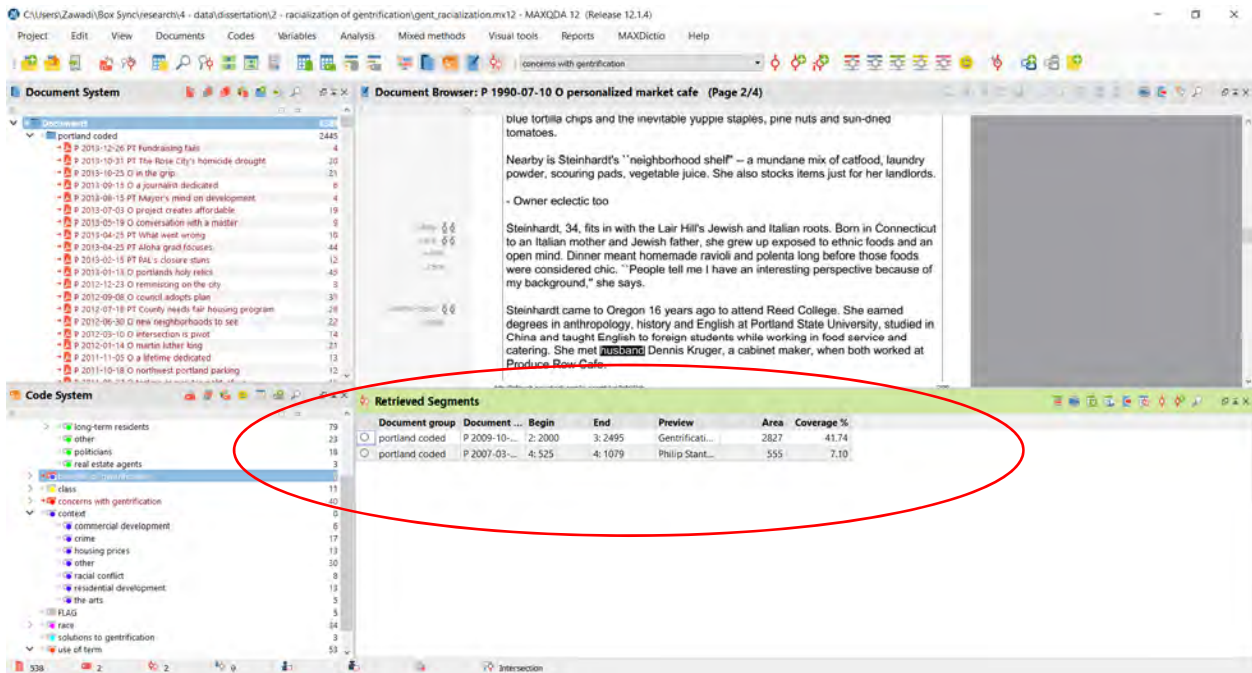 C:\Users\Zawadi\Box Sync\research\4 - data\dissertation\2 - racialization of gentrification\gent_racialization.mx12 - MAXQDA 12 (Release 12.1.4)
Project Edit View Documents Codes Variables Analysis Mixed methods Visual tools Reports MAXDictio Help
concerns with gentrification
Document System
Documents
portland coded 2445
P 2013-12-26 PT Fundraising fails 4
P 2013-10-31 PT The Rose City's homicide drought 20
P 2013-10-25 O in the grip 21
P 2013-09-15 O a journalist dedicated 6
P 2013-08-15 PT Mayor's mind on development 4
P 2013-07-03 O project creates affordable 19
P 2013-05-19 O conversation with a master
P 2013-04-25 PT What went wrong 10
P 2013-04-25 PT Aloha grad focuses 44
P 2013-02-15 PT PAL's closure stuns 12
P 2013-01-13 O portlands holy relics 45
P 2012-12-23 O reminiscing on the city
P 2012-09-08 O council adopts plan
P 2012-07-18 PT County needs fair housing program 28
P 2012-06-30 O new neighborhoods to see 22
P 2012-03-10 O intersection is pivot 14
P 2012-01-14 O martin luther long 21
P 2011-11-05 O a lifetime dedicated 13
P 2011-10-18 O northwest portland parking 12
Document Browser: P 1990-07-10 O personalized market cafe (Page 2/4)
blue tortilla chips and the inevitable yuppie staples, pine nuts and sun-dried
tomatoes.
Nearby is Steinhardt's ``neighborhood shelf'' -- a mundane mix of catfood, laundry
powder, scouring pads, vegetable juice. She also stocks items just for her landlords.
- Owner eclectic too
Steinhardt, 34, fits in with the Lair Hill's Jewish and Italian roots. Born in Connecticut
to an Italian mother and Jewish father, she grew up exposed to ethnic foods and an
open mind. Dinner meant homemade ravioli and polenta long before those foods
were considered chic. ``People tell me I have an interesting perspective because of
my background,'' she says.
Steinhardt came to Oregon 16 years ago to attend Reed College. She earned
degrees in anthropology, history and English at Portland State University, studied in
China and taught English to foreign students while working in food service and
catering. She met husband Dennis Kruger, a cabinet maker, when both worked at
Produce Row Cafe.
Code System
long-term residents 79
other 23
politicians 18
real estate agents 3
class 11
concerns with gentrification 40
context 0
commercial development 6
crime 17
housing prices 13
other 30
racial conflict 8
residential development 13
the arts 5
FLAG 5
race 34
solutions to gentrification 3
use of term 53
Retrieved Segments
Document group Document ... Begin End Preview Area Coverage %
portland coded P 2009-10-... 2: 2000 3: 2495 Gentrificati... 2827 41.74
portland coded P 2007-03-... 4: 525 4: 1079 Philip Stant... 555 7.10
538 2 2 0 Intersection